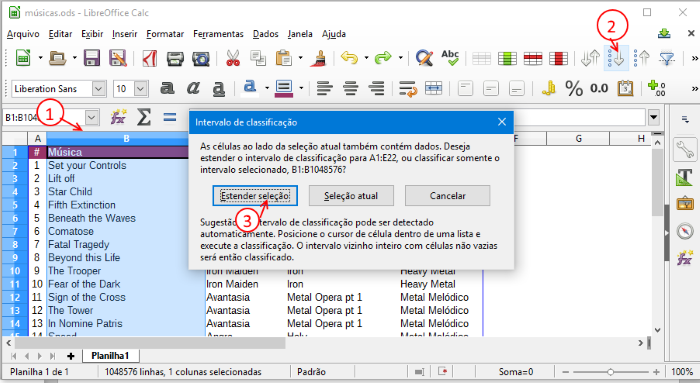 músicas.ods - LibreOffice Calc
Arquivo Editar Exibir Inserir Formatar Ferramentas Dados Janela Ajuda
2
Abc
Liberation Sans 10 a a a a % 0.0
1
B1:B104
A B F G H
1 # Música
2 1 Set your Controls
3 2 Lift off
4 3 Star Child
5 4 Fifth Extinction
6 5 Beneath the Waves
7 6 Comatose
8 7 Fatal Tragedy
9 8 Beyond this Life
10 9 The Trooper Iron Maiden Iron Heavy Metal
11 10 Fear of the Dark Iron Maiden Iron Heavy Metal
12 11 Sign of the Cross Avantasia Metal Opera pt 1 Metal Melódico
13 12 The Tower Avantasia Metal Opera pt 1 Metal Melódico
14 13 In Nomine Patris Avantasia Metal Opera pt 1 Metal Melódico
Intervalo de classificação
As células ao lado da seleção atual também contém dados. Deseja
estender o intervalo de classificação para A1:E22, ou classificar somente o
intervalo selecionado, B1:B1048576?
Estender seleção Seleção atual Cancelar
3
Sugestão intervalo de classificação pode ser detectado
automaticamente. Posicione o cursor de célula dentro de uma lista e
execute a classificação. O intervalo vizinho inteiro com células não vazias
será então classificado.
Planilha1
Planilha 1 de 1 1048576 linhas, 1 colunas selecionadas Padrão Soma=0 100%